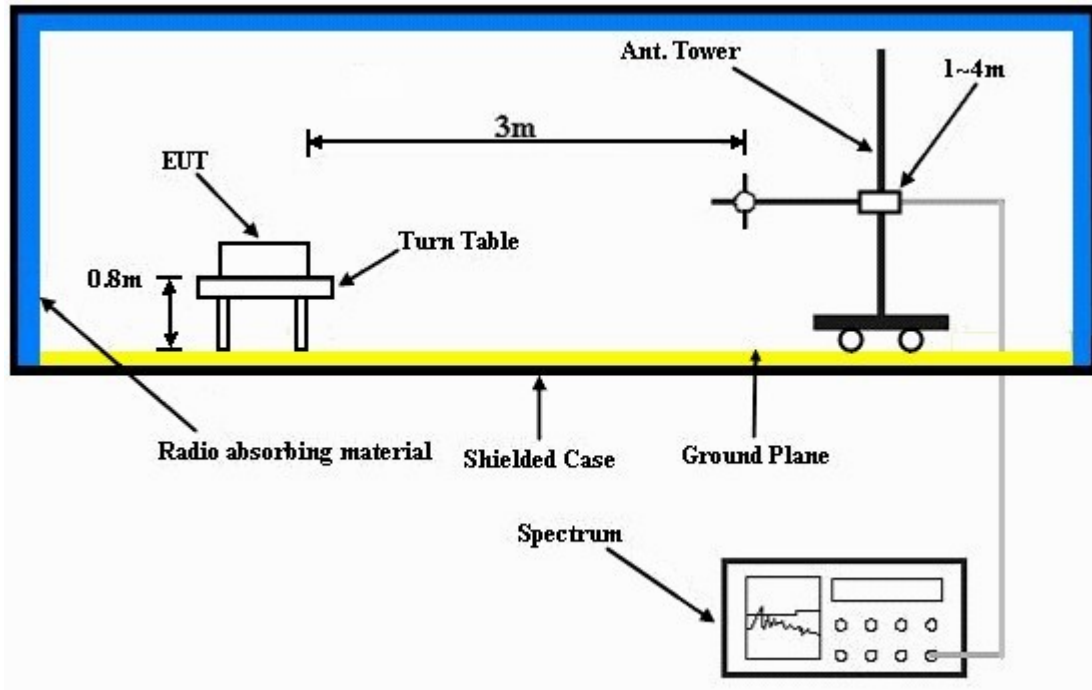 Ant. Tower
1~4m
3m
EUT
Turn Table
0.8m
Radio absorbing material
Shielded Case
Ground Plane
Spectrum